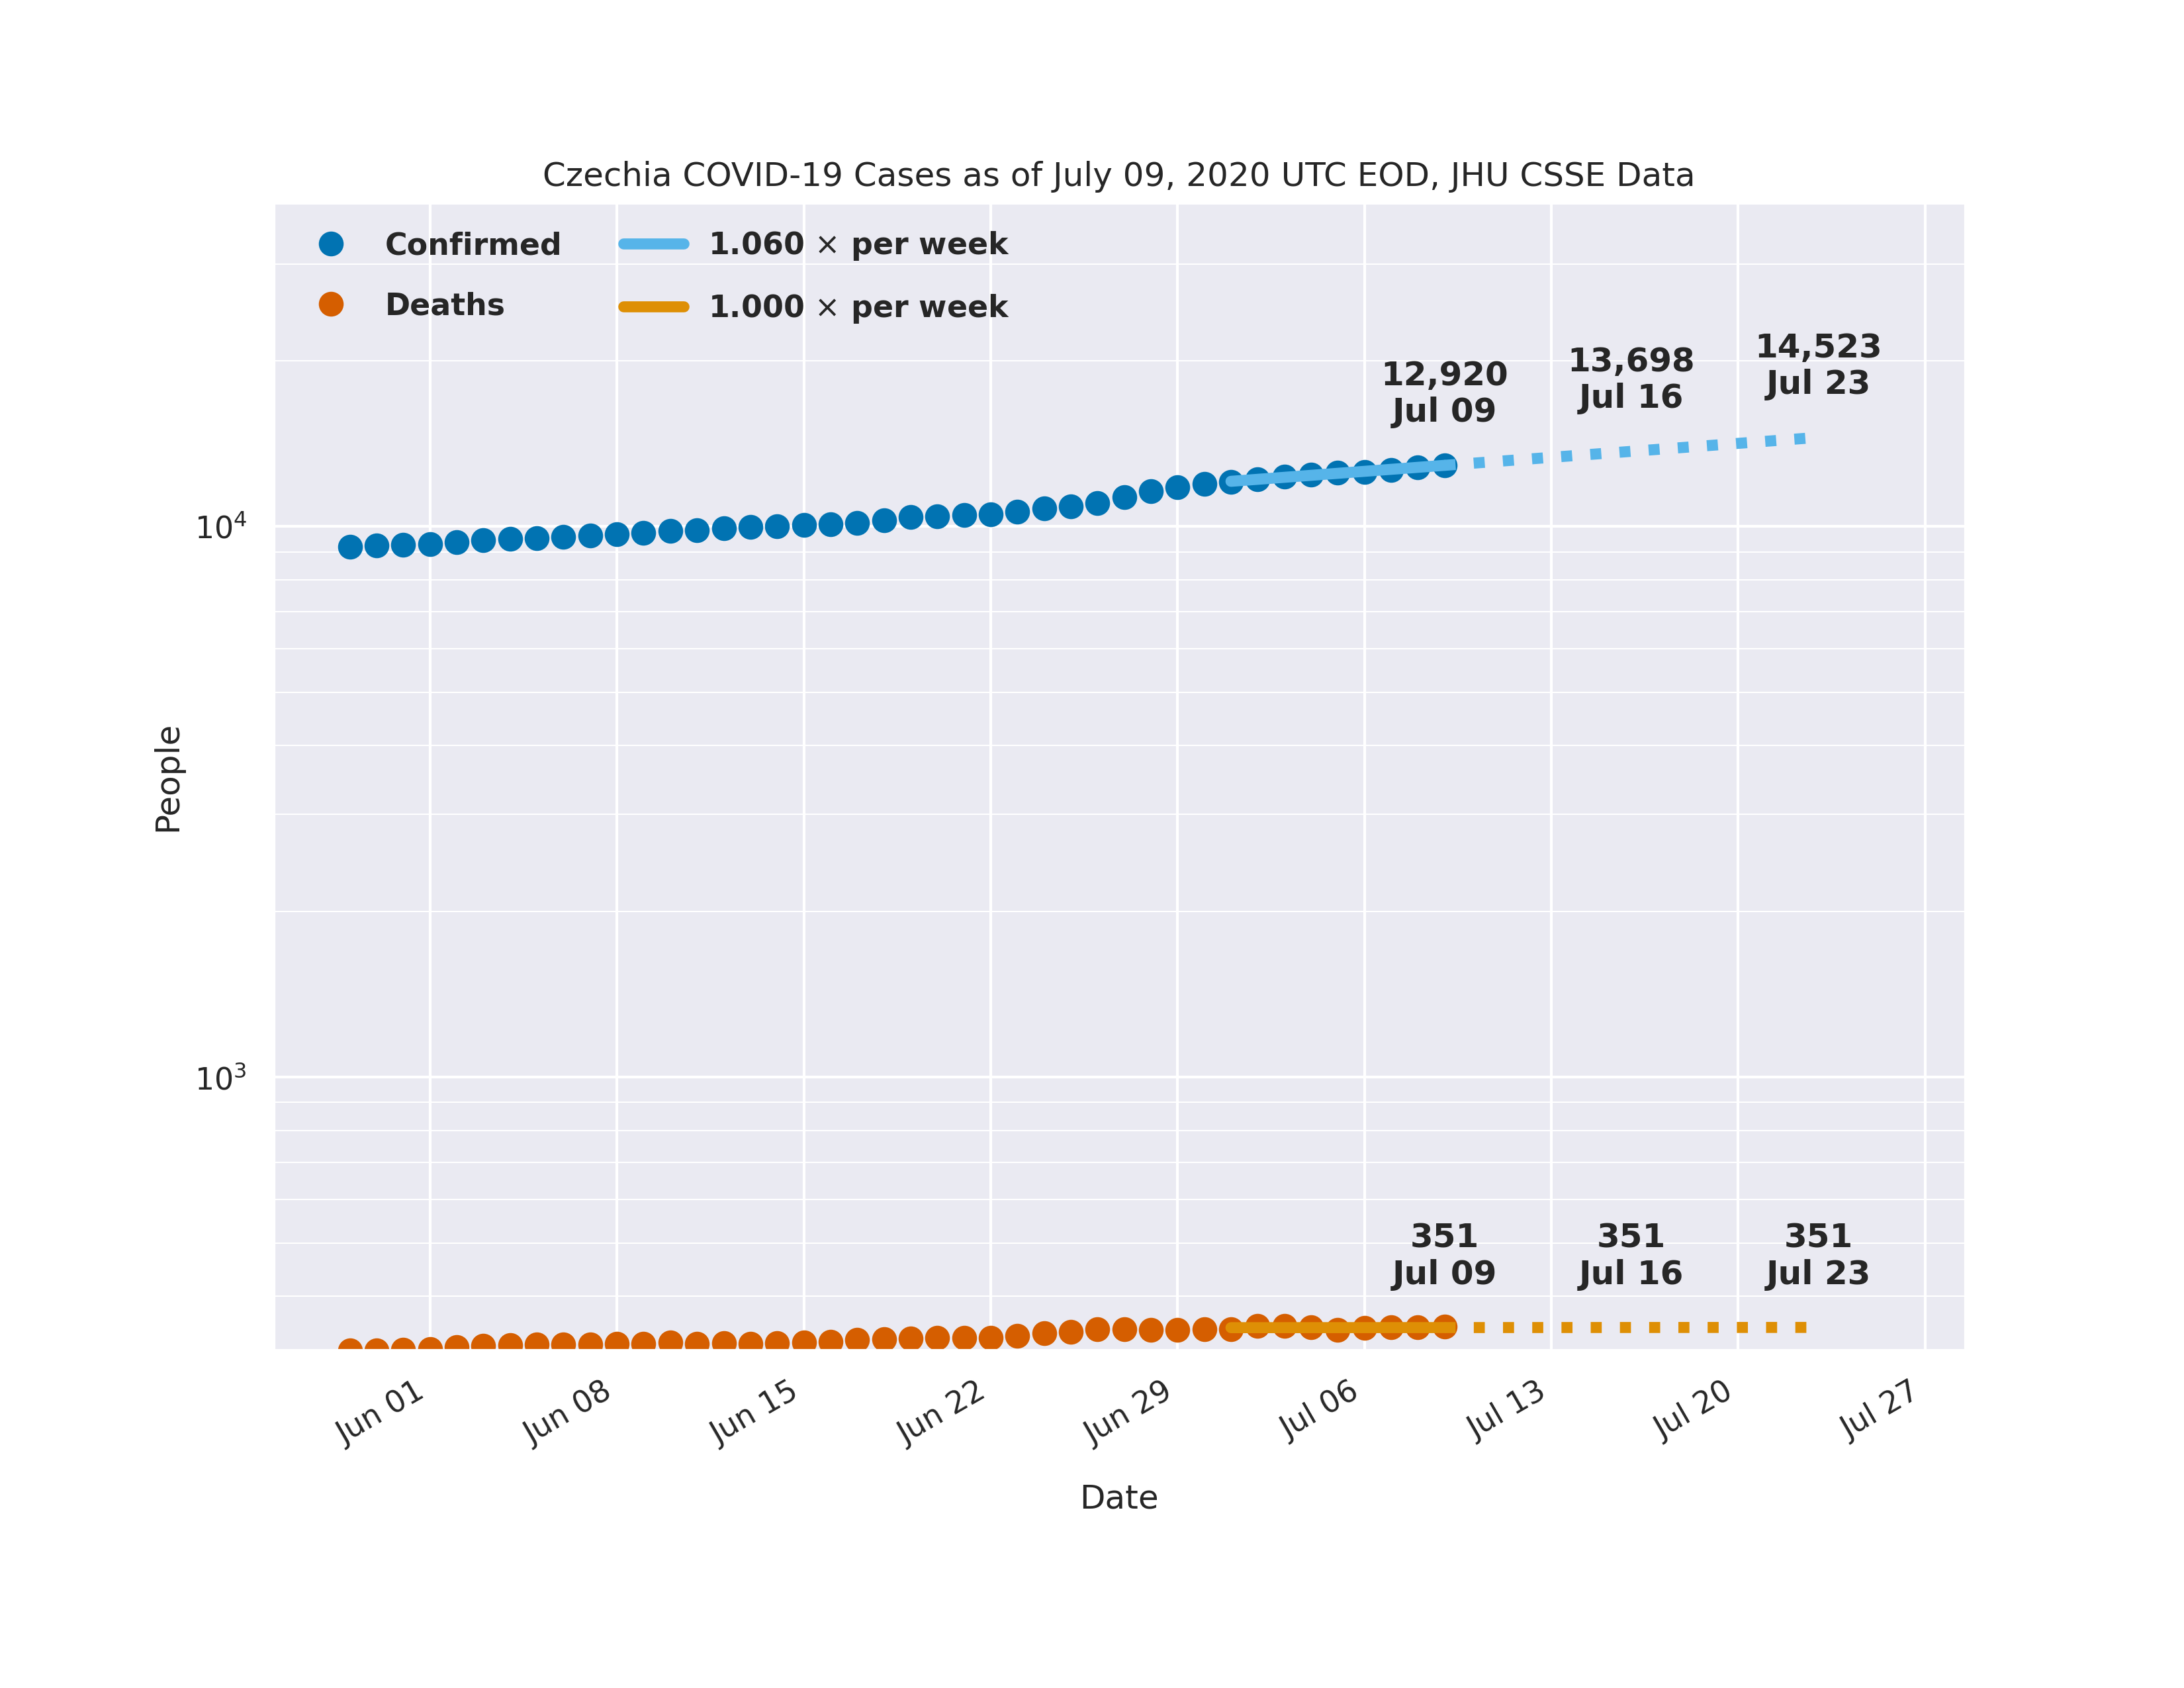 Czechia COVID-19 Cases as of July 09, 2020 UTC EOD, JHU CSSE Data
Confirmed
Deaths
1.060 × per week
1.000 × per week
12,920
Jul 09
13,698
Jul 16
14,523
Jul 23
10⁴
10³
People
351
Jul 09
351
Jul 16
351
Jul 23
Jun 01
Jun 08
Jun 15
Jun 22
Jun 29
Jul 06
Jul 13
Jul 20
Jul 27
Date